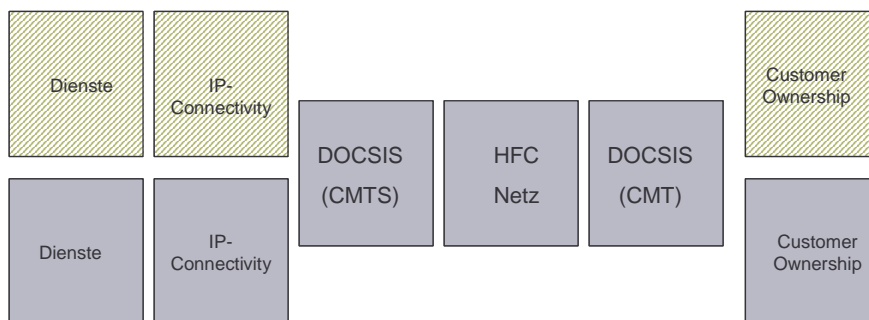 Dienste
IP-
Connectivity
Customer
Ownership
DOCSIS
(CMTS)
HFC
Netz
DOCSIS
(CMT)
Dienste
IP-
Connectivity
Customer
Ownership